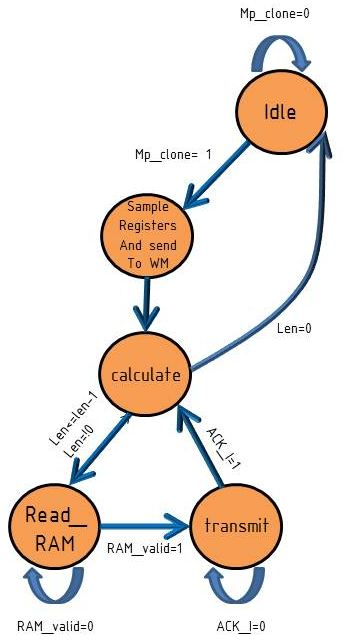 Mp_clone=0
Idle
Mp_clone= 1
Sample
Registers
And send
To WM
Len=0
calculate
Len<=len-1
Len=!0
ACK_I=1
Read_
RAM
RAM_valid=1
transmit
RAM_valid=0
ACK_I=0